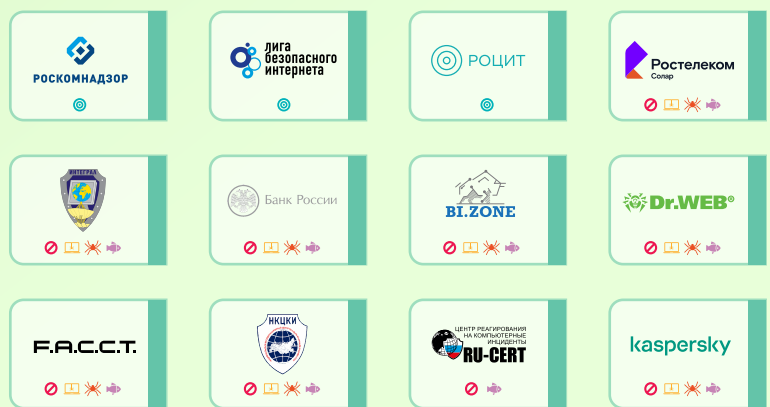 РОСКОМНАДЗОР
лига
безопасного
интернета
РОЦИТ
Ростелеком
Солар
ИНТЕГРАЛ
Банк России
BI.ZONE
Dr.WEB®
F.A.C.C.T.
НКЦКИ
ЦЕНТР РЕАГИРОВАНИЯ
НА КОМПЬЮТЕРНЫЕ
ИНЦИДЕНТЫ
RU-CERT
kaspersky